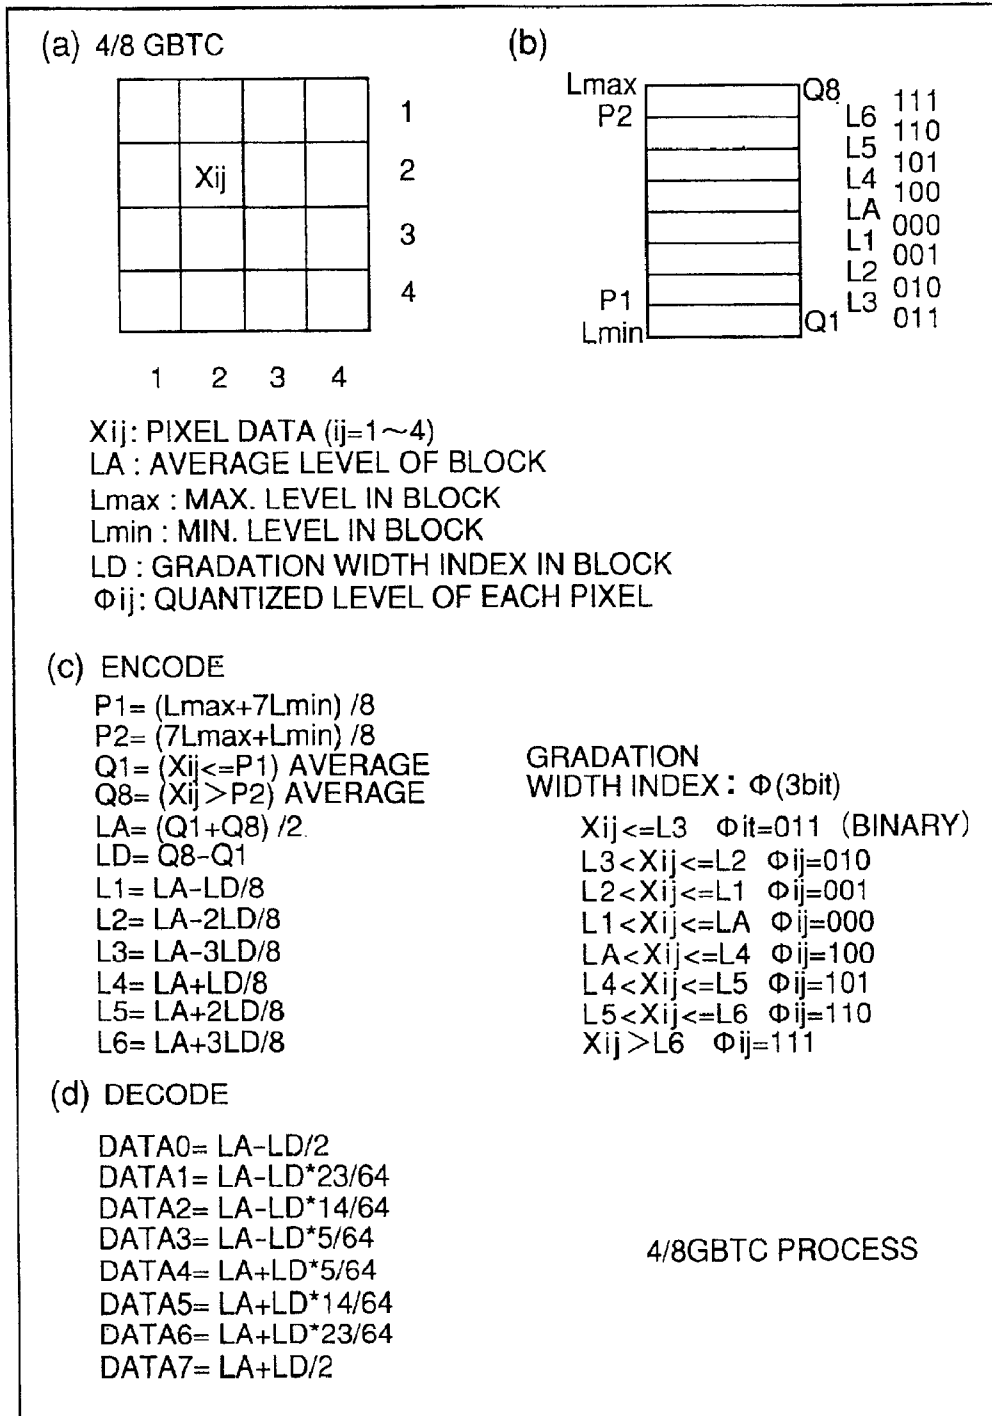 (a) 4/8 GBTC
Xij
1
2
3
4
1 2 3 4
(b)
Lmax
P2
P1
Lmin
Q8
Q1
L6
L5
L4
LA
L1
L2
L3
111
110
101
100
000
001
010
011
Xij: PIXEL DATA (ij=1～4)
LA : AVERAGE LEVEL OF BLOCK
Lmax : MAX. LEVEL IN BLOCK
Lmin : MIN. LEVEL IN BLOCK
LD : GRADATION WIDTH INDEX IN BLOCK
Φij: QUANTIZED LEVEL OF EACH PIXEL
(c) ENCODE
P1= (Lmax+7Lmin) /8
P2= (7Lmax+Lmin) /8
Q1= (Xij<=P1) AVERAGE
Q8= (Xij>P2) AVERAGE
LA= (Q1+Q8) /2
LD= Q8-Q1
L1= LA-LD/8
L2= LA-2LD/8
L3= LA-3LD/8
L4= LA+LD/8
L5= LA+2LD/8
L6= LA+3LD/8
GRADATION
WIDTH INDEX : Φ(3bit)
Xij<=L3 Φit=011 (BINARY)
L3<Xij<=L2 Φij=010
L2<Xij<=L1 Φij=001
L1<Xij<=LA Φij=000
LA<Xij<=L4 Φij=100
L4<Xij<=L5 Φij=101
L5<Xij<=L6 Φij=110
Xij>L6 Φij=111
(d) DECODE
DATA0= LA-LD/2
DATA1= LA-LD*23/64
DATA2= LA-LD*14/64
DATA3= LA-LD*5/64
DATA4= LA+LD*5/64
DATA5= LA+LD*14/64
DATA6= LA+LD*23/64
DATA7= LA+LD/2
4/8GBTC PROCESS